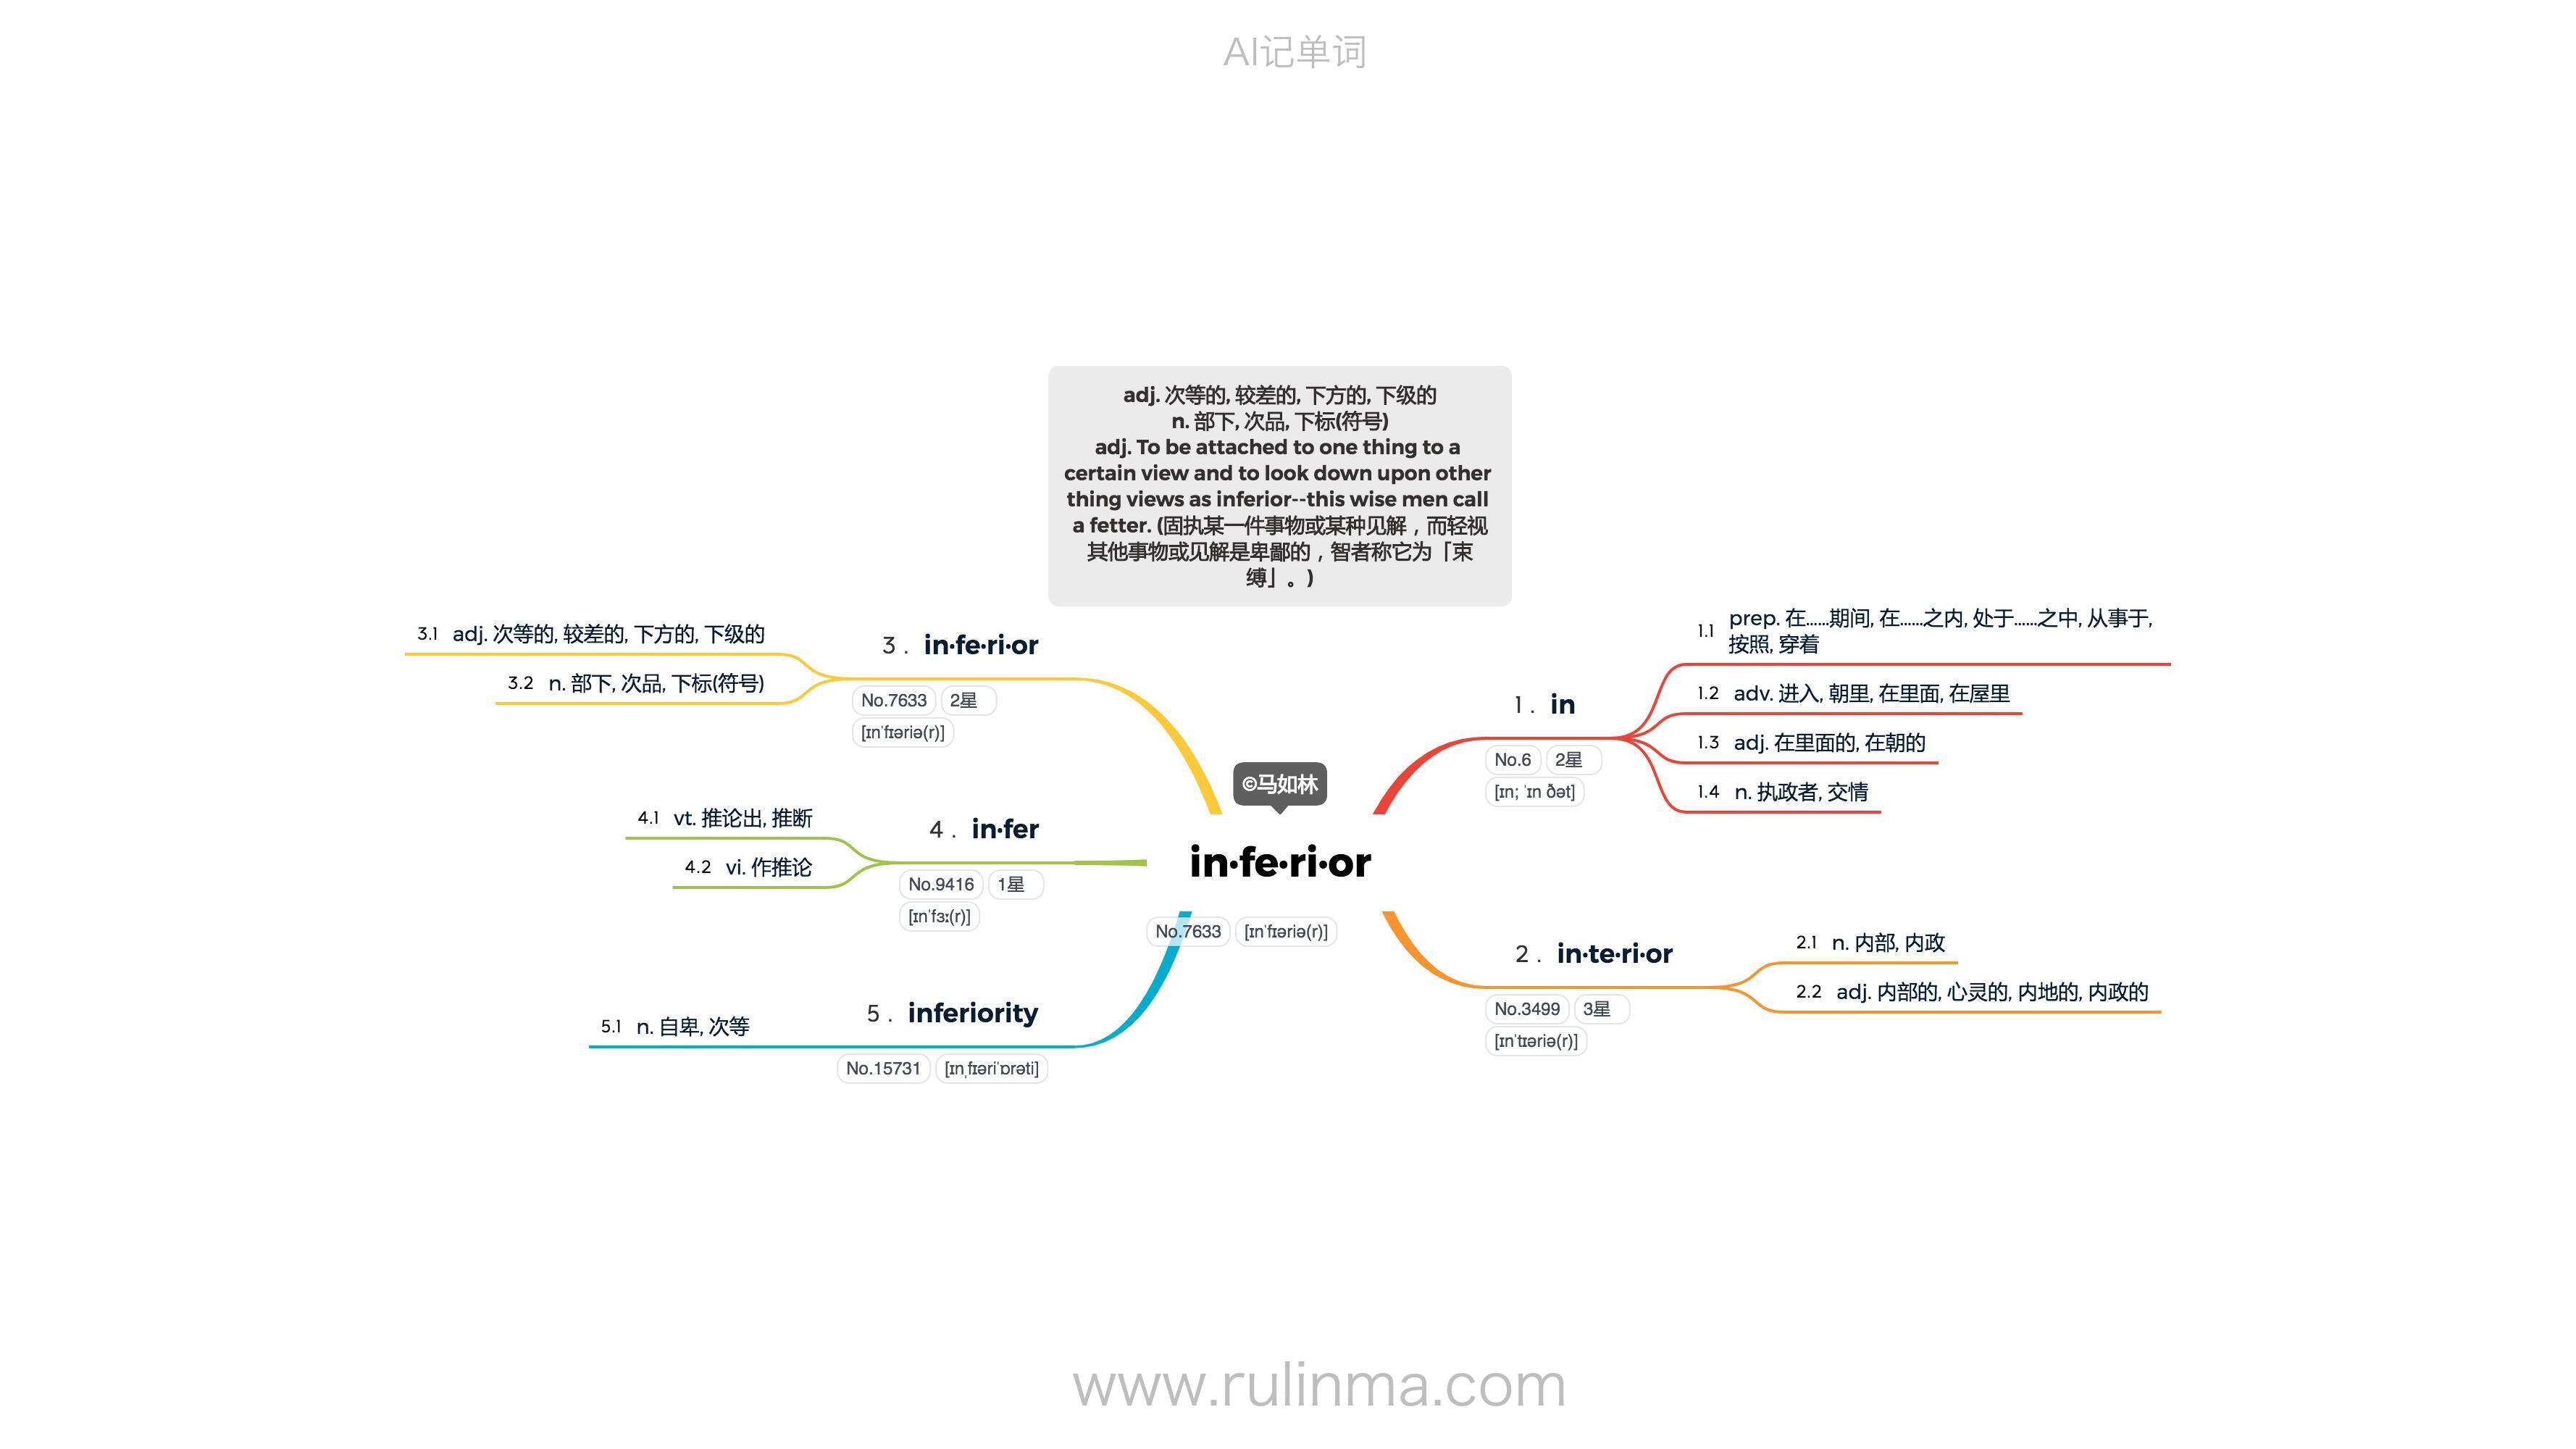 AI记单词
adj. 次等的, 较差的, 下方的, 下级的
n. 部下, 次品, 下标(符号)
adj. To be attached to one thing to a
certain view and to look down upon other
thing views as inferior--this wise men call
a fetter. (固执某一件事物或某种见解，而轻视
其他事物或见解是卑鄙的，智者称它为「束
缚」。)
©马如林
in·fe·ri·or
No.7633 [ɪnˈfɪəriə(r)]
1. in
No.6 2星
[ɪn; ˈɪn ðət]
1.1 prep. 在......期间, 在......之内, 处于......之中, 从事于,
按照, 穿着
1.2 adv. 进入, 朝里, 在里面, 在屋里
1.3 adj. 在里面的, 在朝的
1.4 n. 执政者, 交情
2. in·te·ri·or
No.3499 3星
[ɪnˈtɪəriə(r)]
2.1 n. 内部, 内政
2.2 adj. 内部的, 心灵的, 内地的, 内政的
3. in·fe·ri·or
No.7633 2星
[ɪnˈfɪəriə(r)]
3.1 adj. 次等的, 较差的, 下方的, 下级的
3.2 n. 部下, 次品, 下标(符号)
4. in·fer
No.9416 1星
[ɪnˈfɜː(r)]
4.1 vt. 推论出, 推断
4.2 vi. 作推论
5. inferiority
No.15731 [ɪnˌfɪəriˈɒrəti]
5.1 n. 自卑, 次等
www.rulinma.com